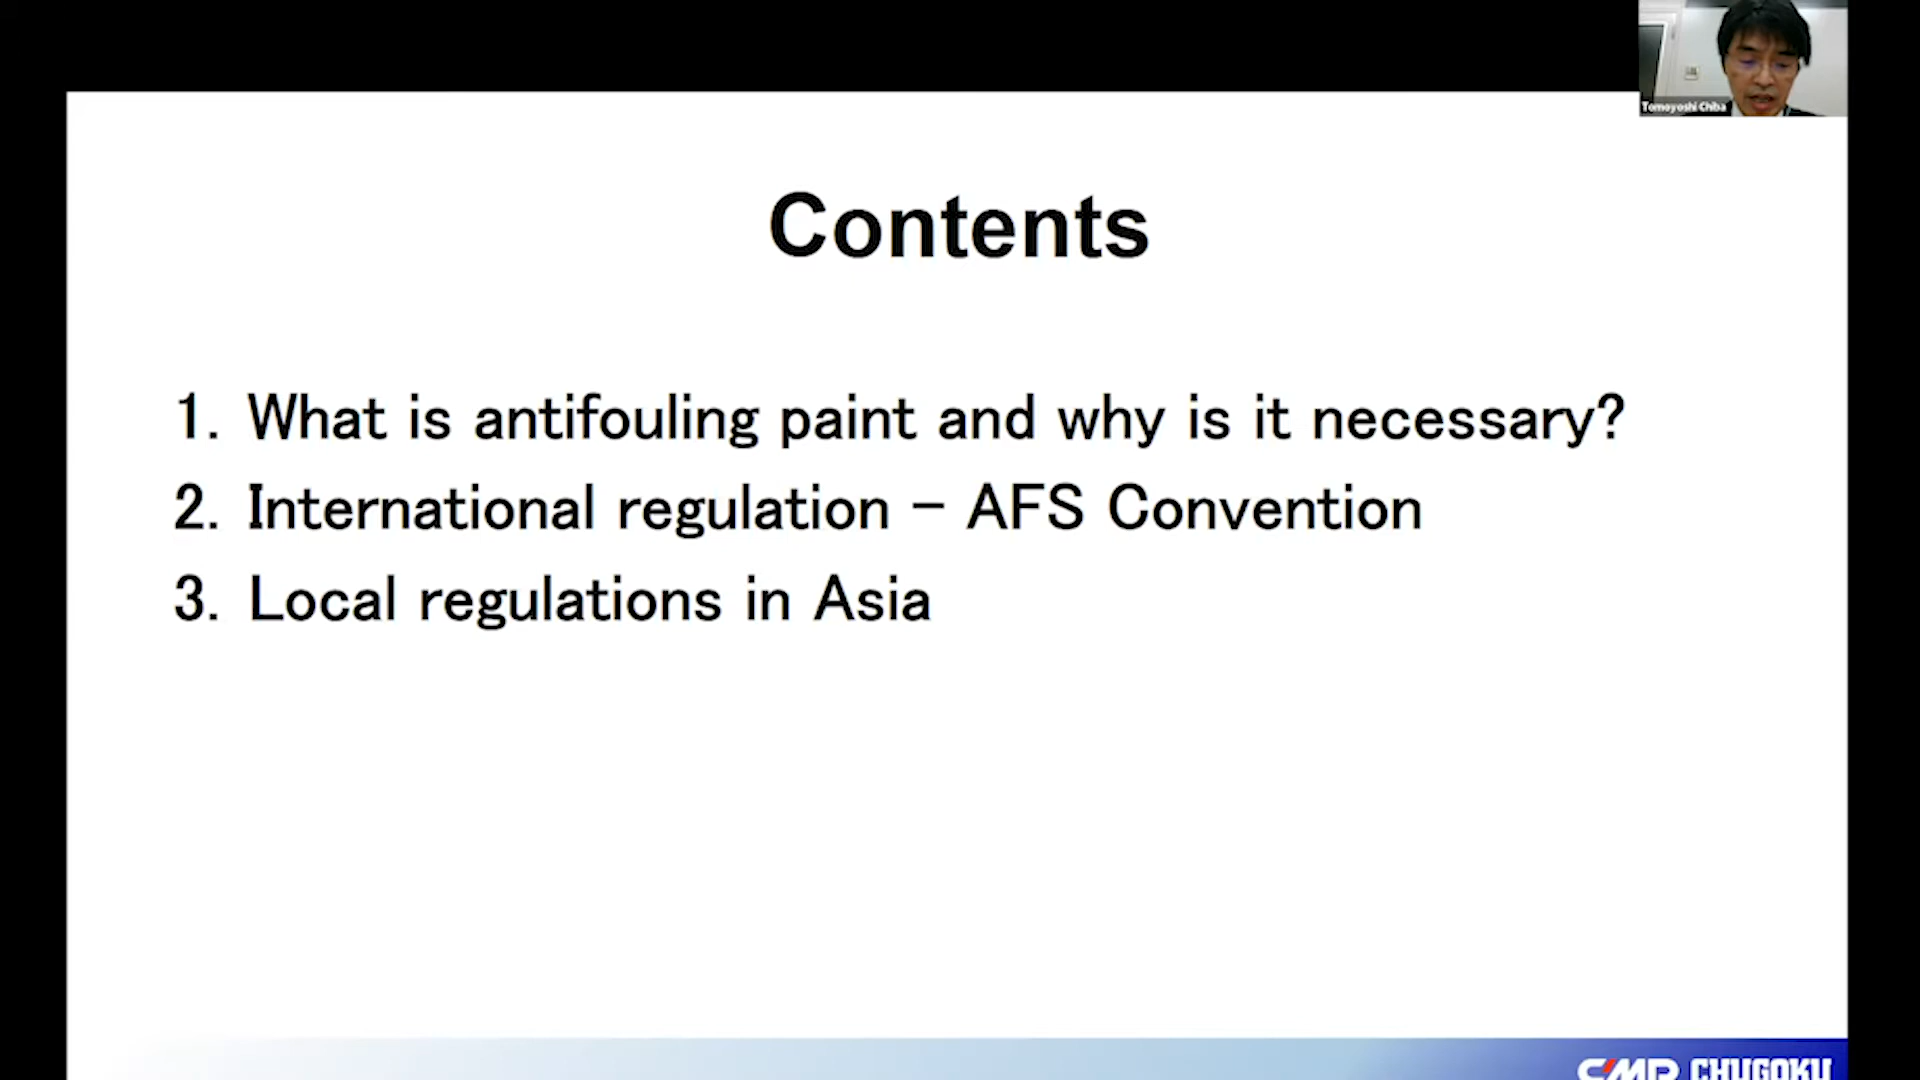 Tomoyoshi Chiba
Contents
1. What is antifouling paint and why is it necessary?
2. International regulation – AFS Convention
3. Local regulations in Asia
CMP CHUGOKU